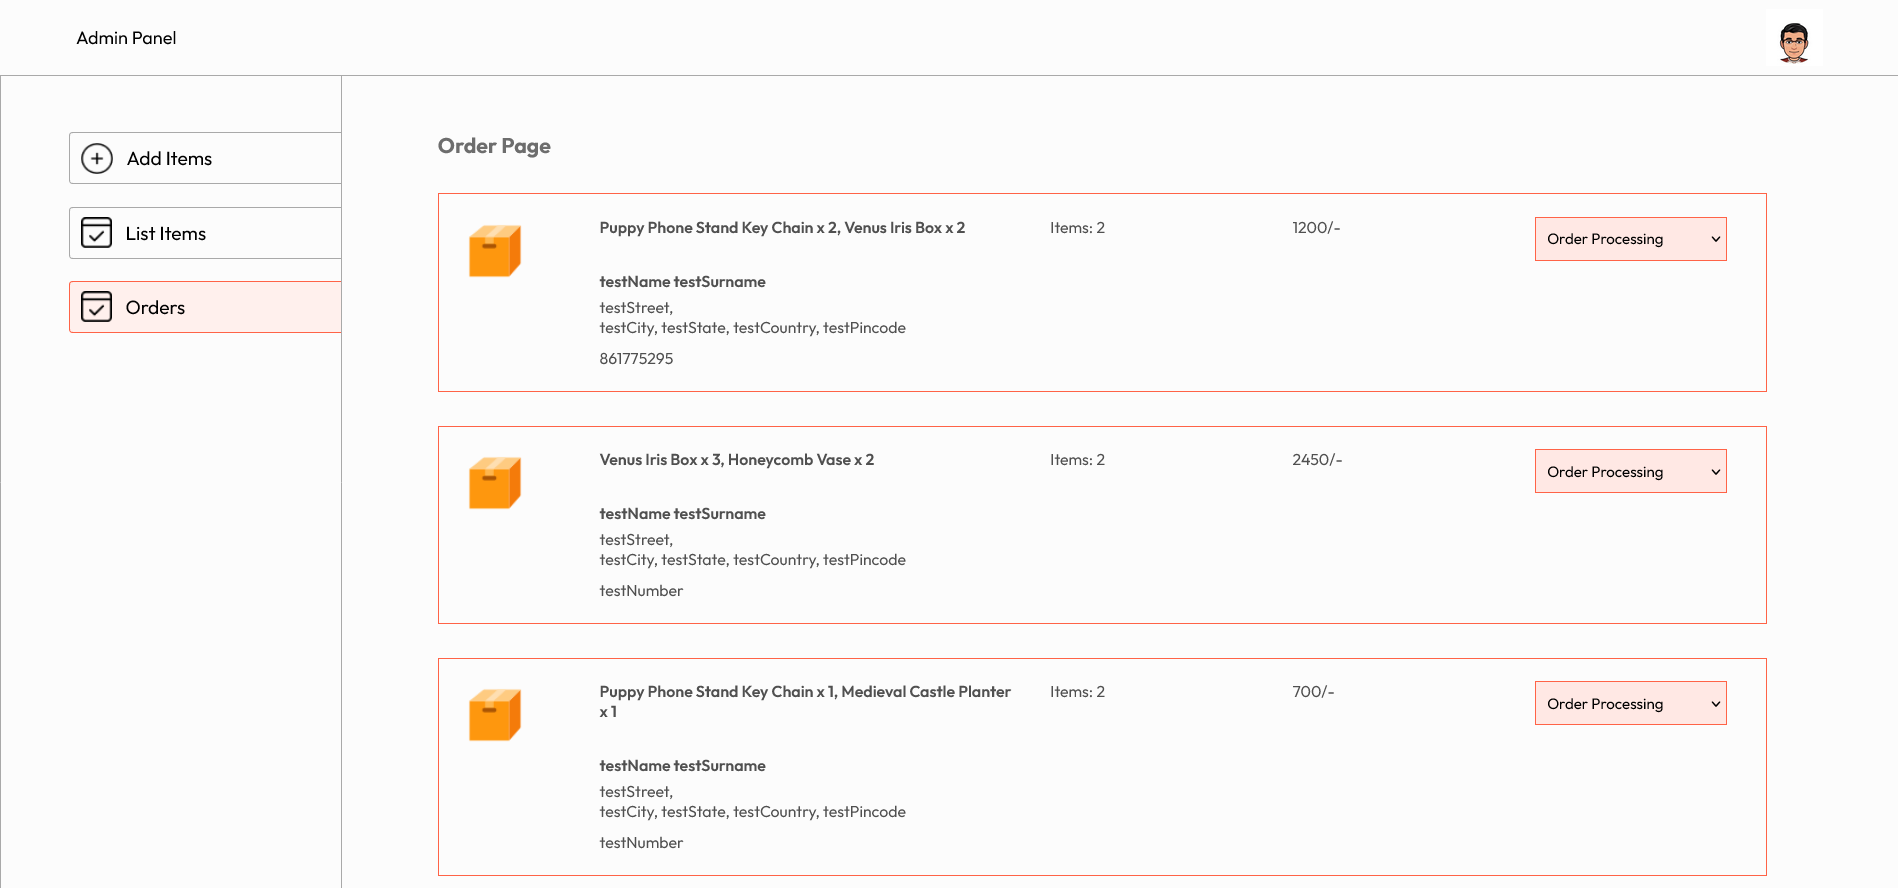 Admin Panel
Add Items
List Items
Orders
Order Page
Puppy Phone Stand Key Chain x 2, Venus Iris Box x 2
Items: 2
1200/-
Order Processing
testName testSurname
testStreet,
testCity, testState, testCountry, testPincode
861775295
Venus Iris Box x 3, Honeycomb Vase x 2
Items: 2
2450/-
Order Processing
testName testSurname
testStreet,
testCity, testState, testCountry, testPincode
testNumber
Puppy Phone Stand Key Chain x 1, Medieval Castle Planter
x 1
Items: 2
700/-
Order Processing
testName testSurname
testStreet,
testCity, testState, testCountry, testPincode
testNumber